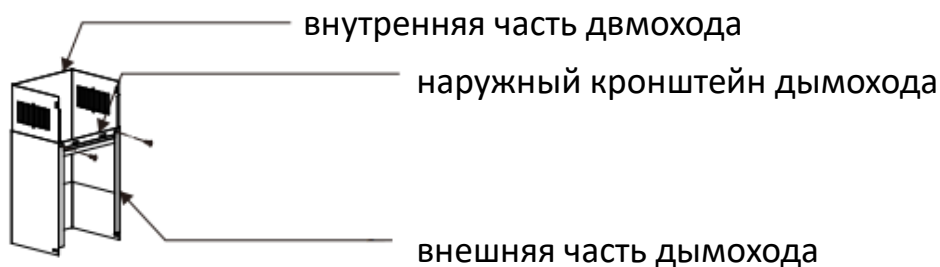 внутренняя часть двмохода
наружный кронштейн дымохода
внешняя часть дымохода